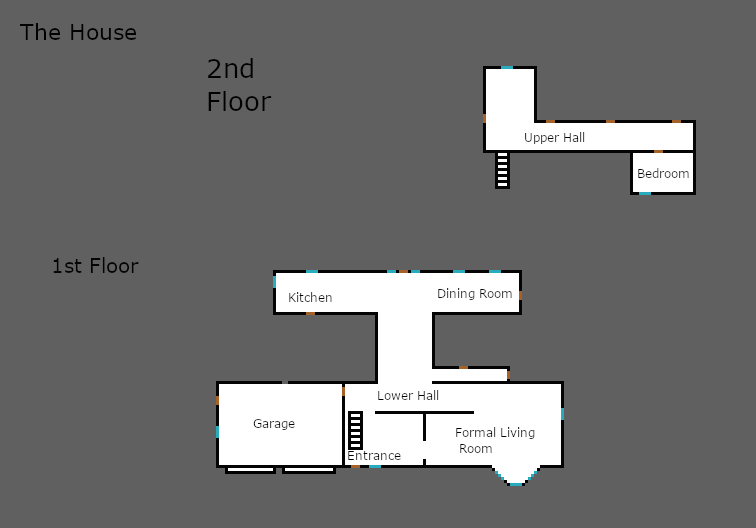 The House
2nd
Floor
Upper Hall
Bedroom
1st Floor
Kitchen
Dining Room
Lower Hall
Garage
Formal Living
Room
Entrance